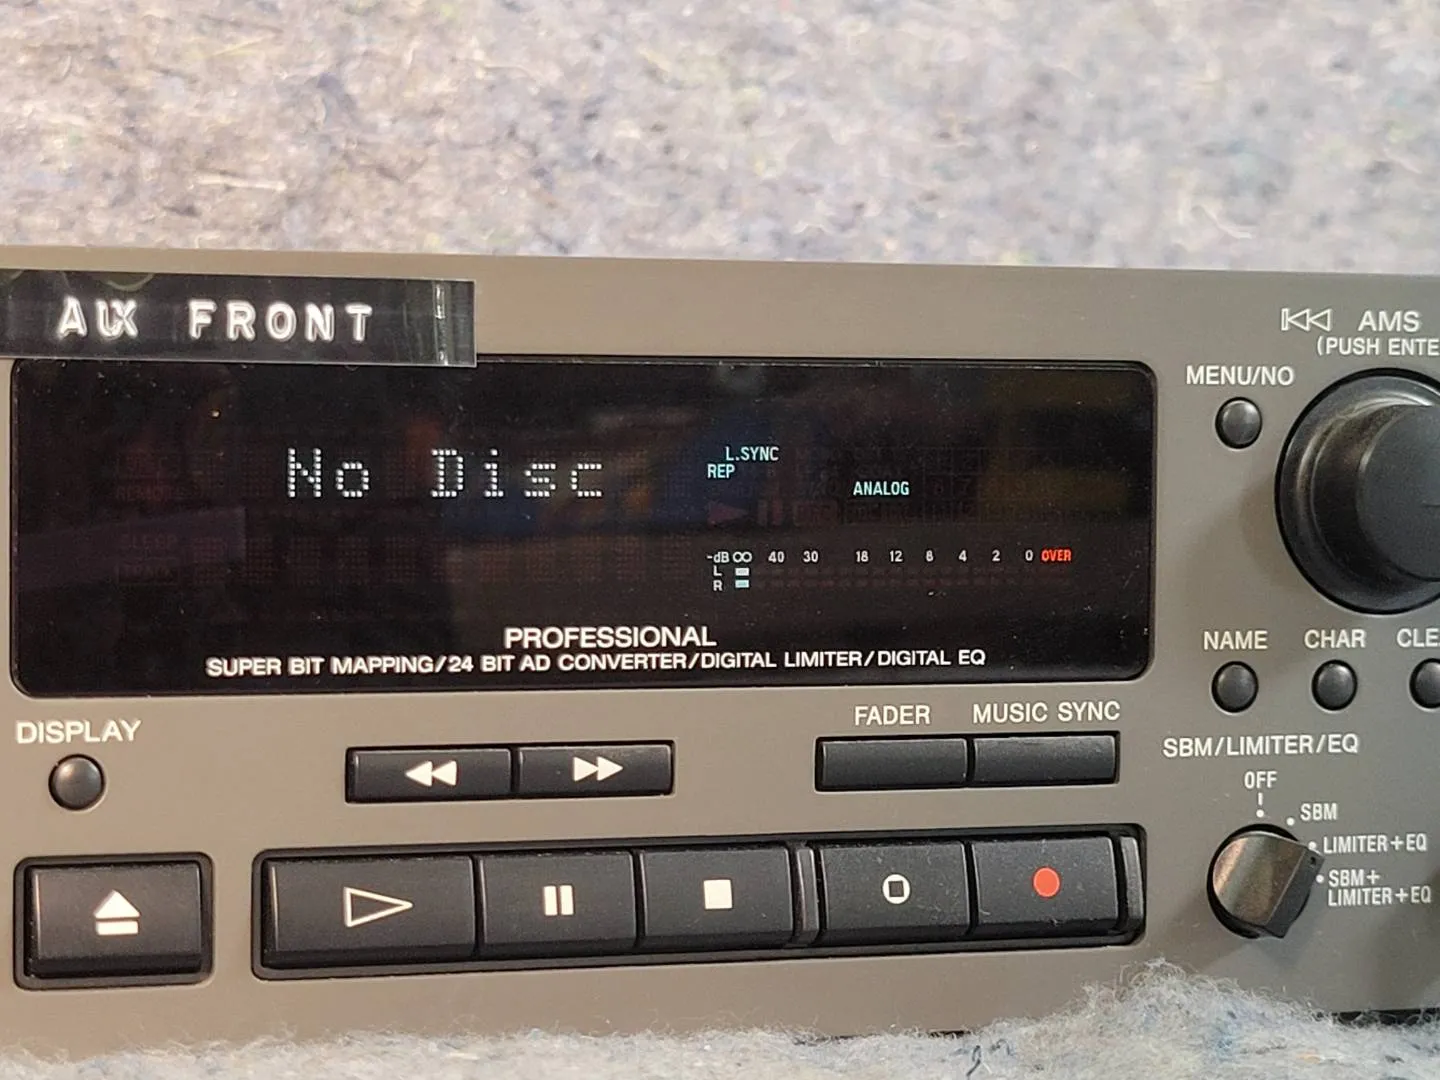 AUX FRONT
AMS
(PUSH ENTE
MENU/NO
No Disc
L.SYNC
REP
ANALOG
-dB ∞ 40 30 18 12 6 4 2 0 OVER
L
R
PROFESSIONAL
SUPER BIT MAPPING/24 BIT AD CONVERTER/DIGITAL LIMITER/DIGITAL EQ
NAME CHAR CLE
DISPLAY
FADER MUSIC SYNC
SBM/LIMITER/EQ
OFF
SBM
LIMITER+EQ
SBM+
LIMITER+EQ